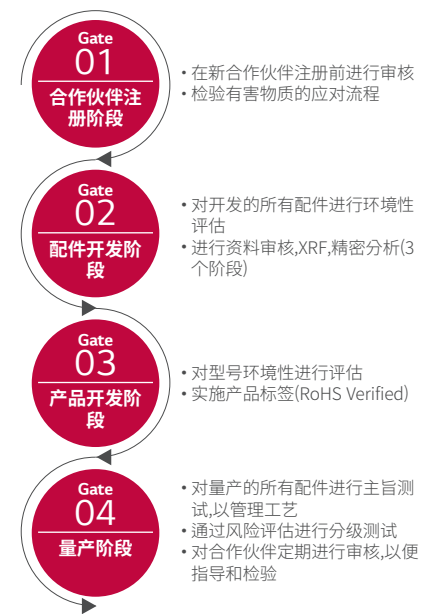 Gate
01
合作伙伴注
册阶段
• 在新合作伙伴注册前进行审核
• 检验有害物质的应对流程
Gate
02
配件开发阶
段
• 对开发的所有配件进行环境性
评估
• 进行资料审核,XRF,精密分析(3
个阶段)
Gate
03
产品开发阶
段
• 对型号环境性进行评估
• 实施产品标签(RoHS Verified)
Gate
04
量产阶段
• 对量产的所有配件进行主旨测
试,以管理工艺
• 通过风险评估进行分级测试
• 对合作伙伴定期进行审核,以便
指导和检验